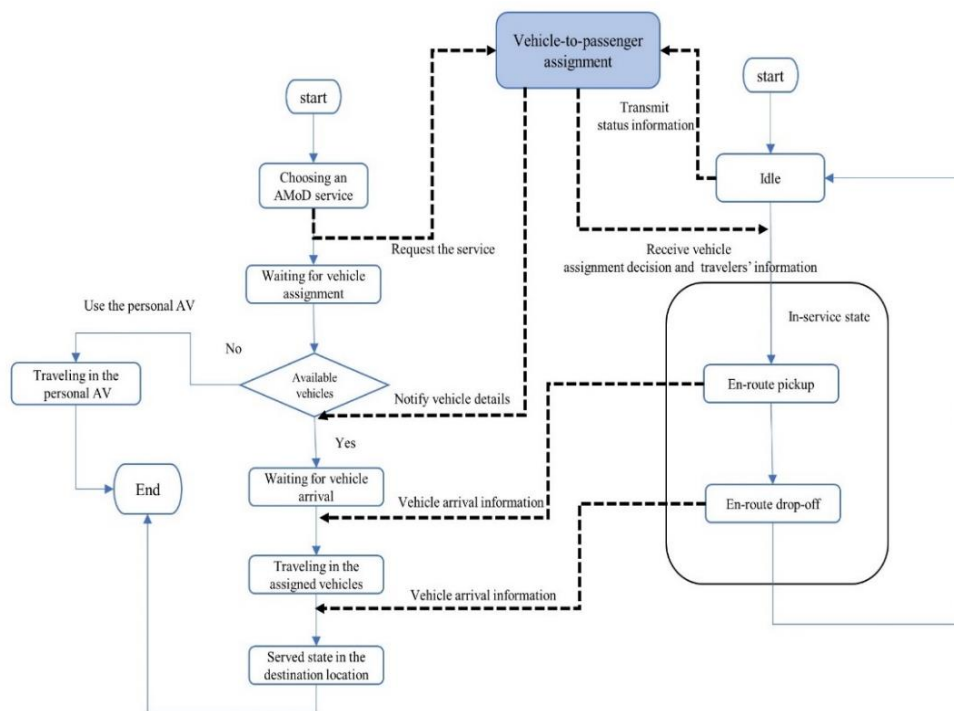 Vehicle-to-passenger
assignment
start
start
Transmit
status information
Choosing an
AMoD service
Idle
Request the service
Receive vehicle
assignment decision and travelers' information
Waiting for vehicle
assignment
Use the personal AV
In-service state
No
Traveling in the
personal AV
Available
vehicles
En-route pickup
Notify vehicle details
Yes
Waiting for vehicle
arrival
End
En-route drop-off
Vehicle arrival information
Traveling in the
assigned vehicles
Vehicle arrival information
Served state in the
destination location